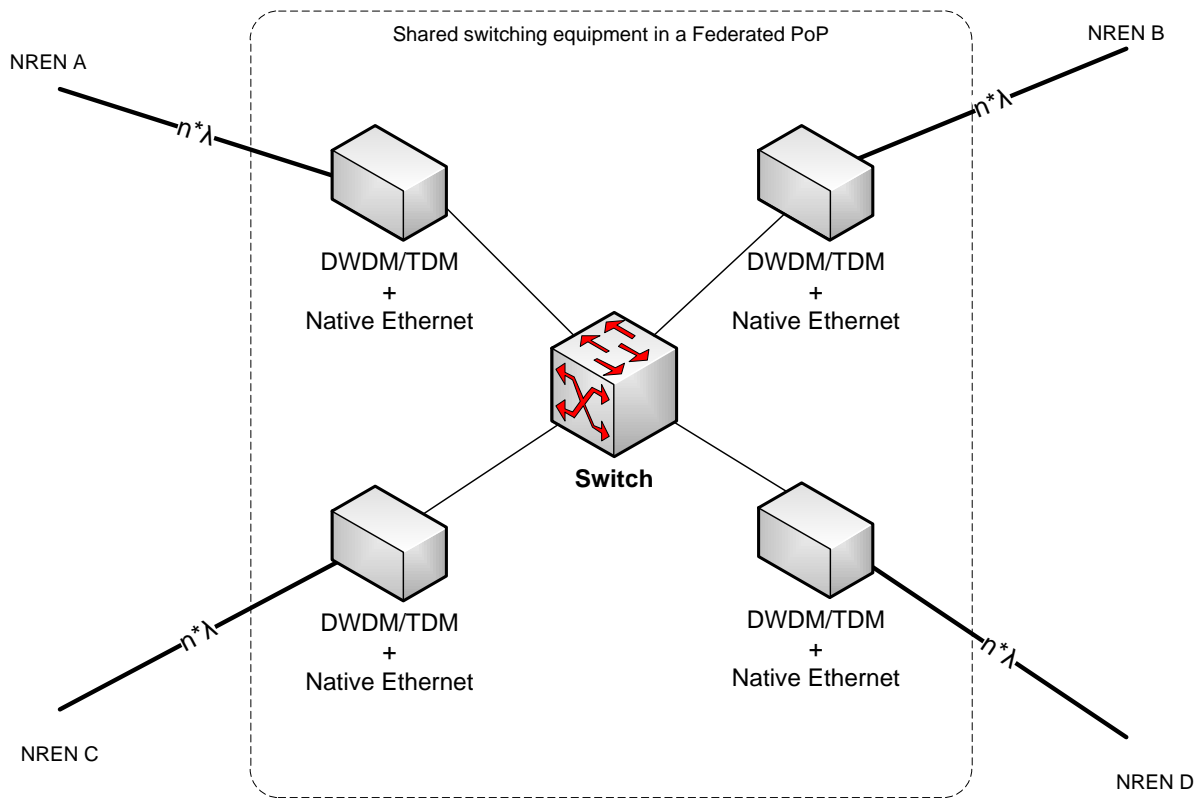 Shared switching equipment in a Federated PoP
NREN A
NREN B
n*λ
n*λ
DWDM/TDM
+
Native Ethernet
DWDM/TDM
+
Native Ethernet
Switch
DWDM/TDM
+
Native Ethernet
DWDM/TDM
+
Native Ethernet
n*λ
n*λ
NREN C
NREN D